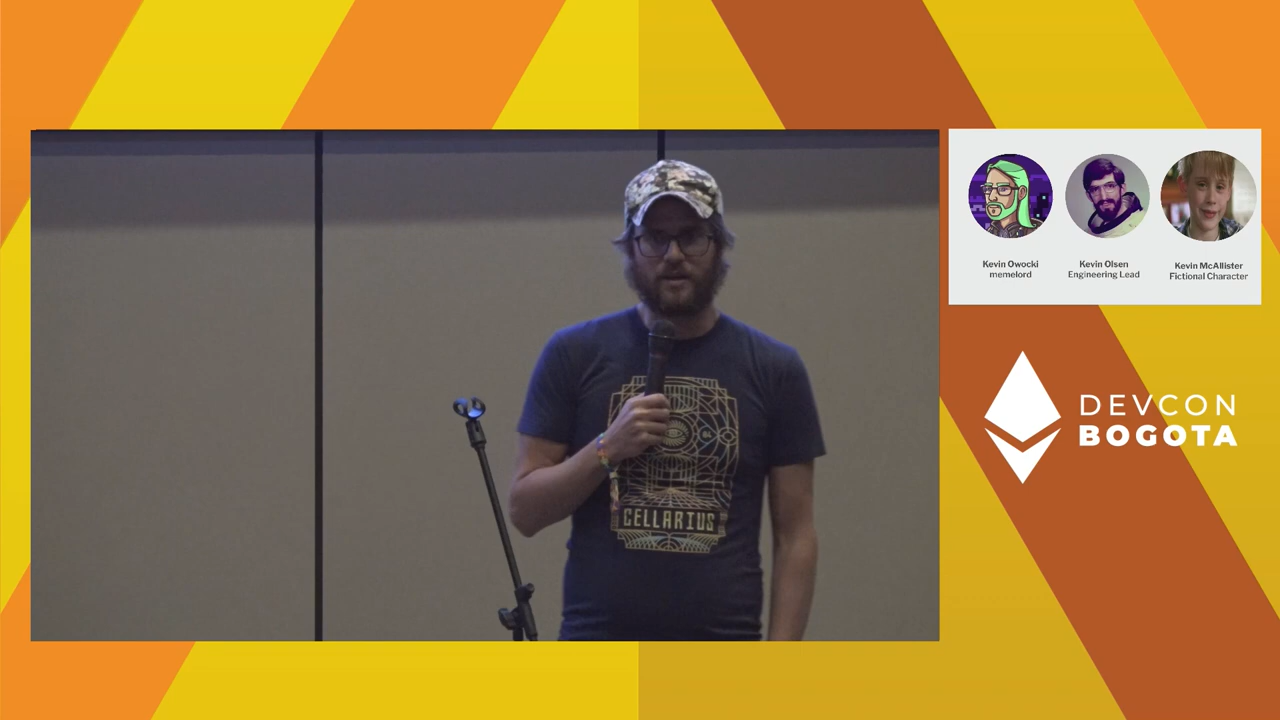 Kevin Owocki
memelord
Kevin Olsen
Engineering Lead
Kevin McAllister
Fictional Character
DEVCON
BOGOTA
CELLARIUS